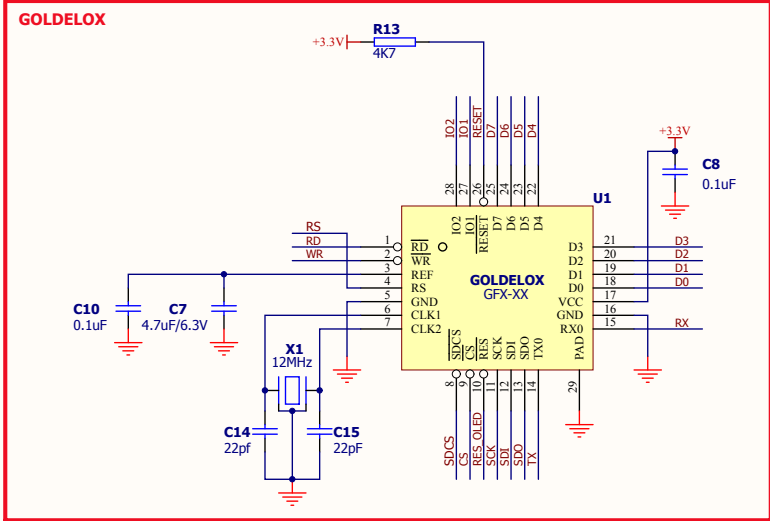 GOLDELOX
R13
+3.3V
4K7
IO2
IO1
RESET
D7
D6
D5
D4
+3.3V
C8
0.1uF
28
27
26
25
24
23
22
U1
IO2
IO1
RESET
D7
D6
D5
D4
RS
RD
WR
1
2
3
4
5
6
7
RD
WR
REF
RS
GND
CLK1
CLK2
GOLDELOX
GFX-XX
D3
D2
D1
D0
VCC
GND
RX0
PAD
21
20
19
18
17
16
15
29
D3
D2
D1
D0
RX
C10
0.1uF
C7
4.7uF/6.3V
X1
12MHz
SDCS
CS
RES
SCK
SDI
SDO
TX0
8
9
10
11
12
13
14
SDCS
CS
RES_OLED
SCK
SDI
SDO
TX
C14
22pf
C15
22pF